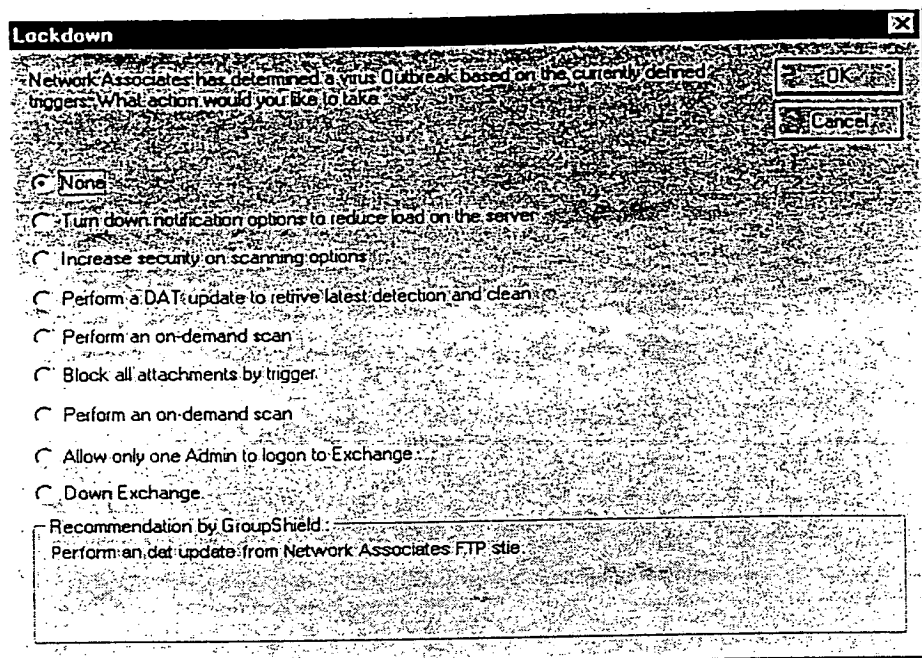 Lockdown
Network Associates has determined a virus Outbreak based on the currently defined
triggers. What action would you like to take.
OK
Cancel
None
Turn down notification options to reduce load on the server
Increase security on scanning options
Perform a DAT update to retrive latest detection and clean
Perform an on-demand scan
Block all attachments by trigger
Perform an on-demand scan
Allow only one Admin to logon to Exchange
Down Exchange
Recommendation by GroupShield:
Perform an dat update from Network Associates FTP stie.